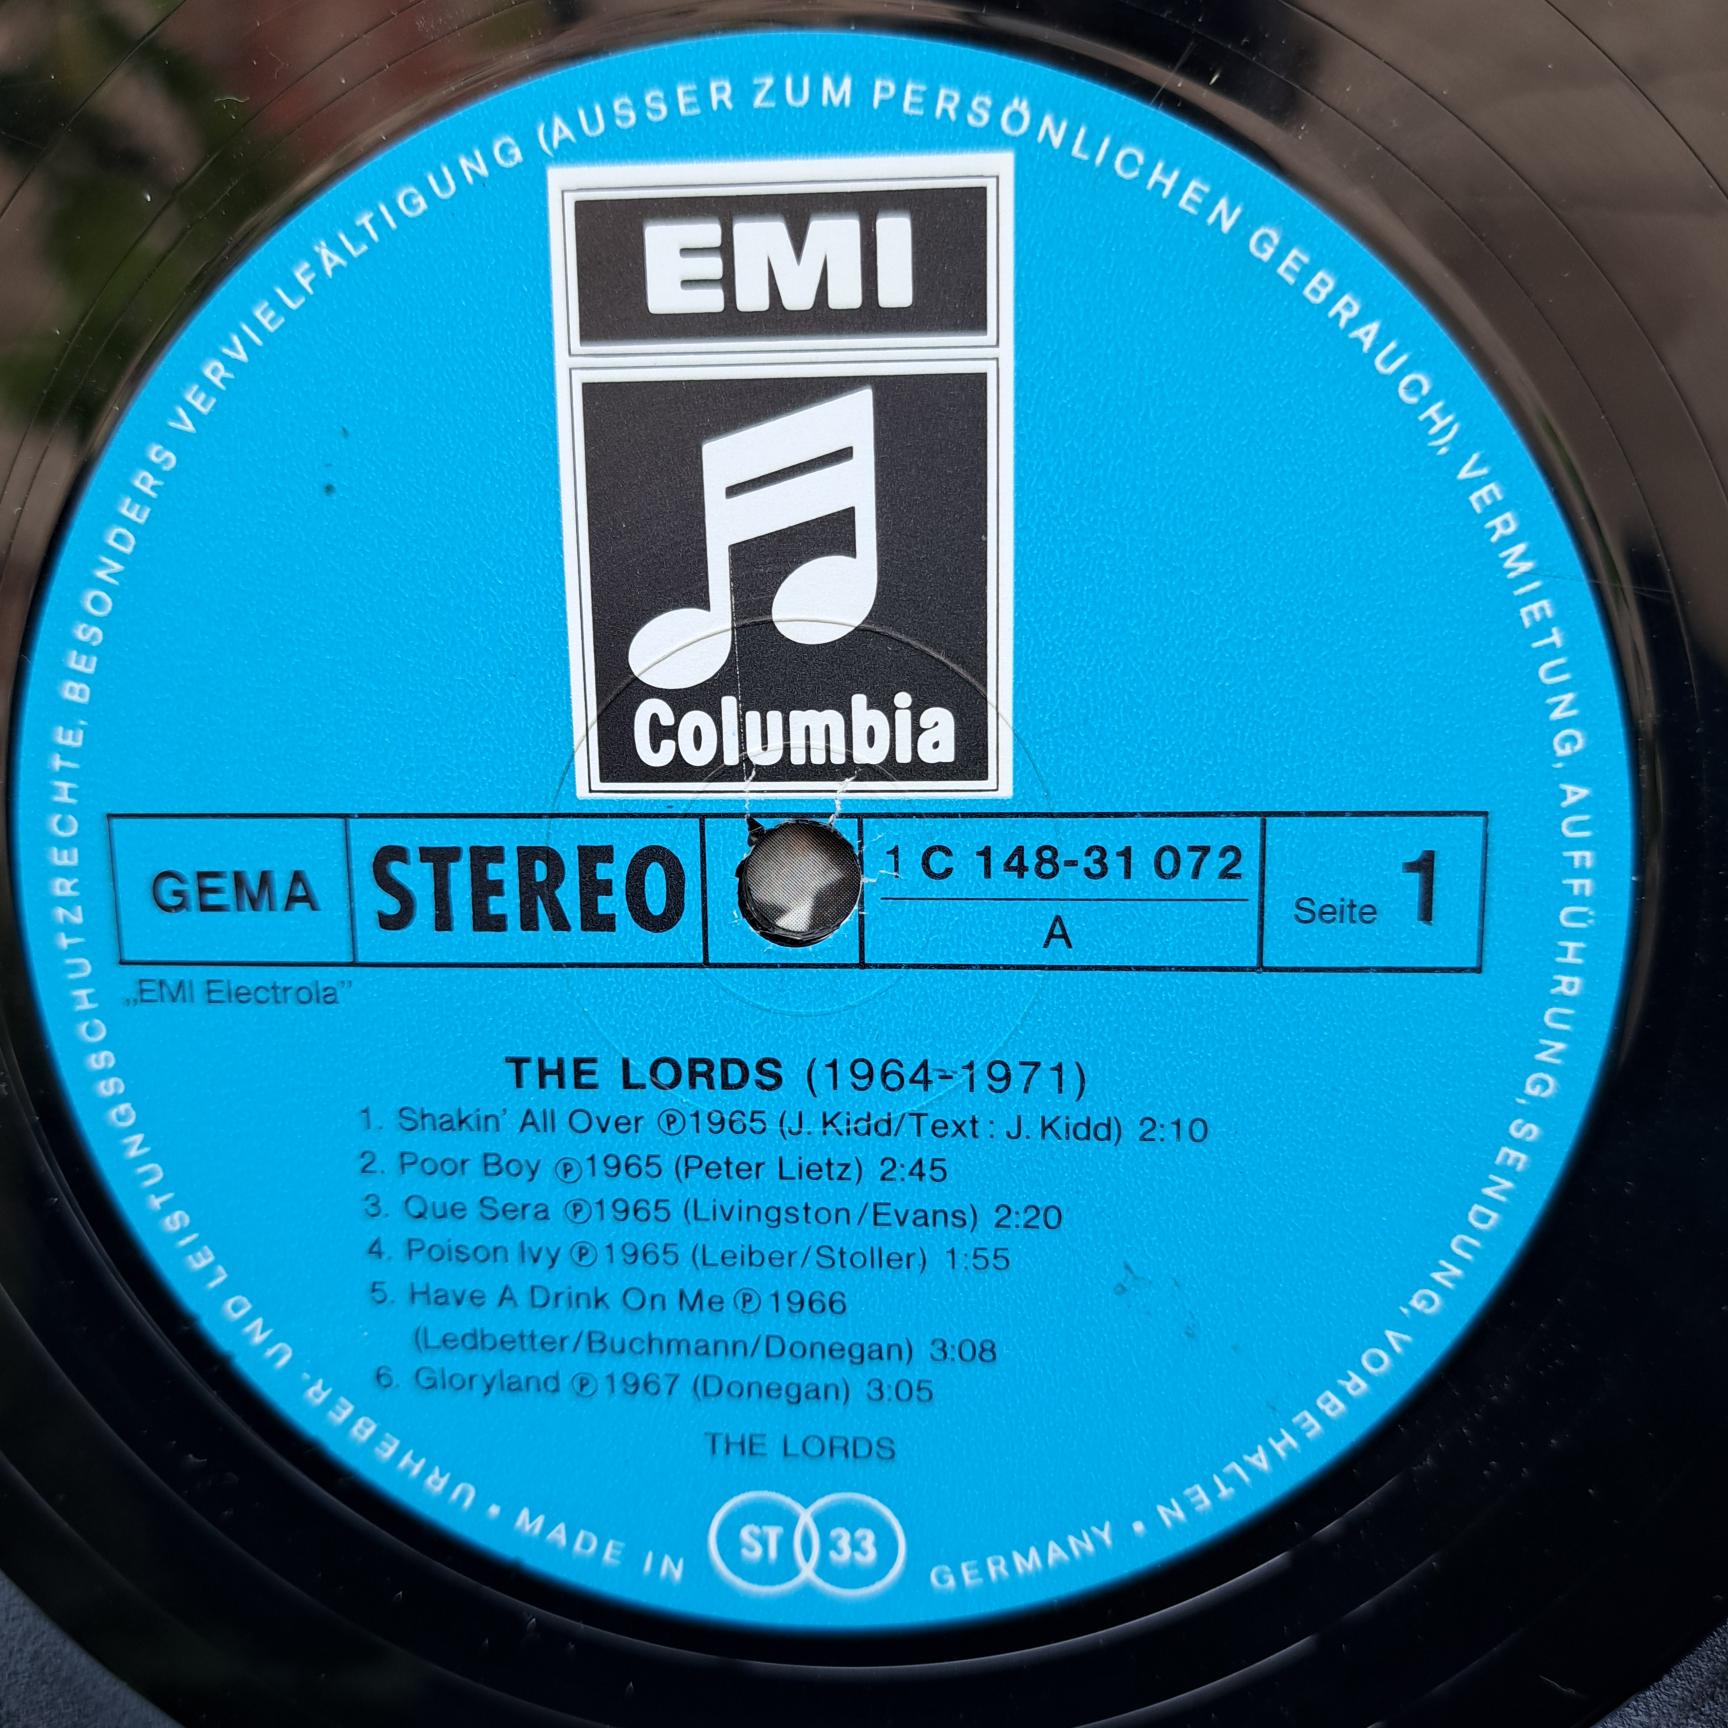 URHEBER- UND LEISTUNGSSCHUTZRECHTE, BESONDERS VERVIELFÄLTIGUNG (AUSSER ZUM PERSÖNLICHEN GEBRAUCH), VERMIETUNG, AUFFÜHRUNG, SENDUNG, VORBEHALTEN
EMI
Columbia
GEMA
STEREO
1 C 148-31 072
A
Seite 1
„EMI Electrola”
THE LORDS (1964-1971)
1. Shakin' All Over ℗1965 (J. Kidd/Text: J. Kidd) 2:10
2. Poor Boy ℗1965 (Peter Lietz) 2:45
3. Que Sera ℗1965 (Livingston/Evans) 2:20
4. Poison Ivy ℗1965 (Leiber/Stoller) 1:55
5. Have A Drink On Me ℗1966
(Ledbetter/Buchmann/Donegan) 3:08
6. Gloryland ℗1967 (Donegan) 3:05
THE LORDS
• MADE IN ST 33 GERMANY •